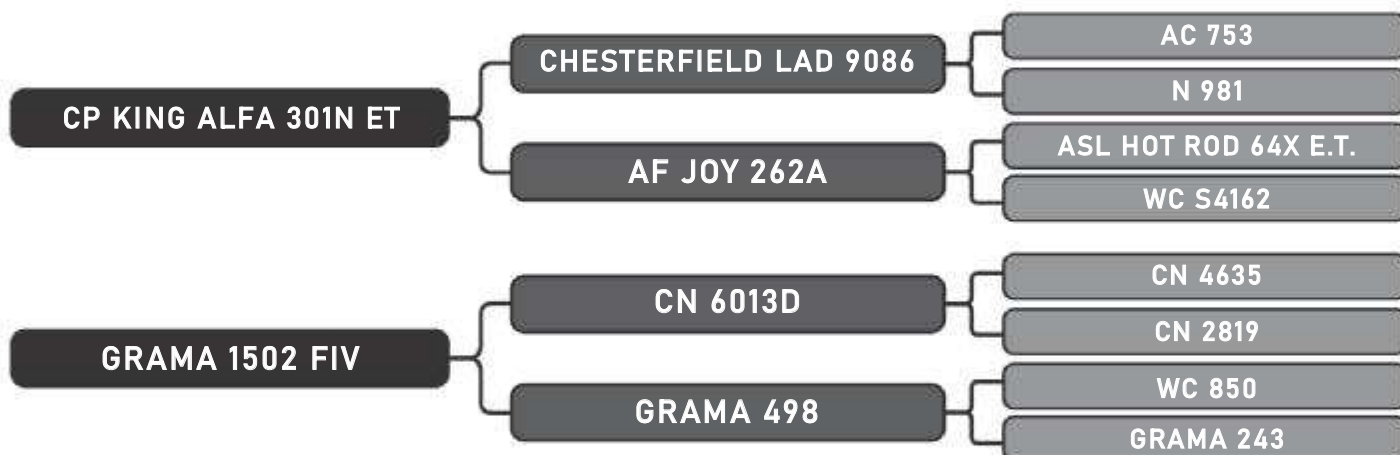 CP KING ALFA 301N ET
CHESTERFIELD LAD 9086
AC 753
N 981
AF JOY 262A
ASL HOT ROD 64X E.T.
WC S4162
GRAMA 1502 FIV
CN 6013D
CN 4635
CN 2819
GRAMA 498
WC 850
GRAMA 243